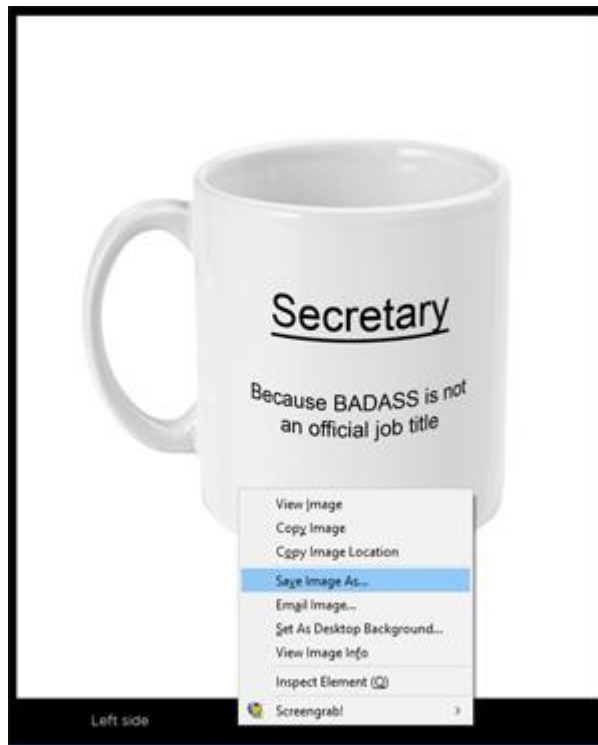 Secretary
Because BADASS is not
an official job title
View Image
Copy Image
Copy Image Location
Save Image As...
Email Image...
Set As Desktop Background...
View Image Info
Inspect Element (Q)
Screengrab!
Left side